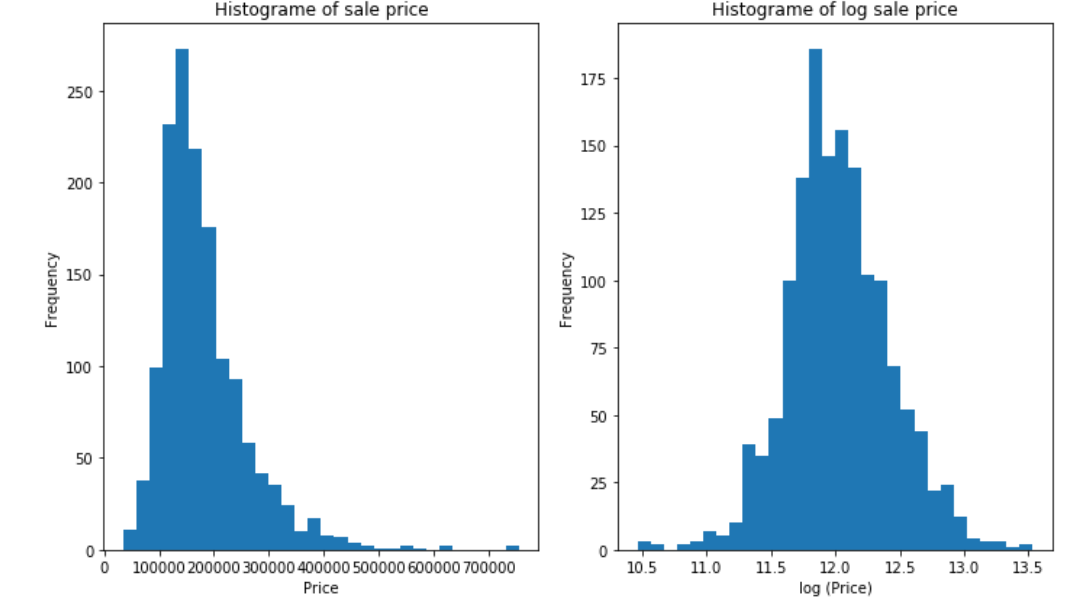 Histograme of sale price
250
200
150
100
50
0
Frequency
0 100000 200000 300000 400000 500000 600000 700000
Price
Histograme of log sale price
175
150
125
100
75
50
25
0
Frequency
10.5 11.0 11.5 12.0 12.5 13.0 13.5
log (Price)